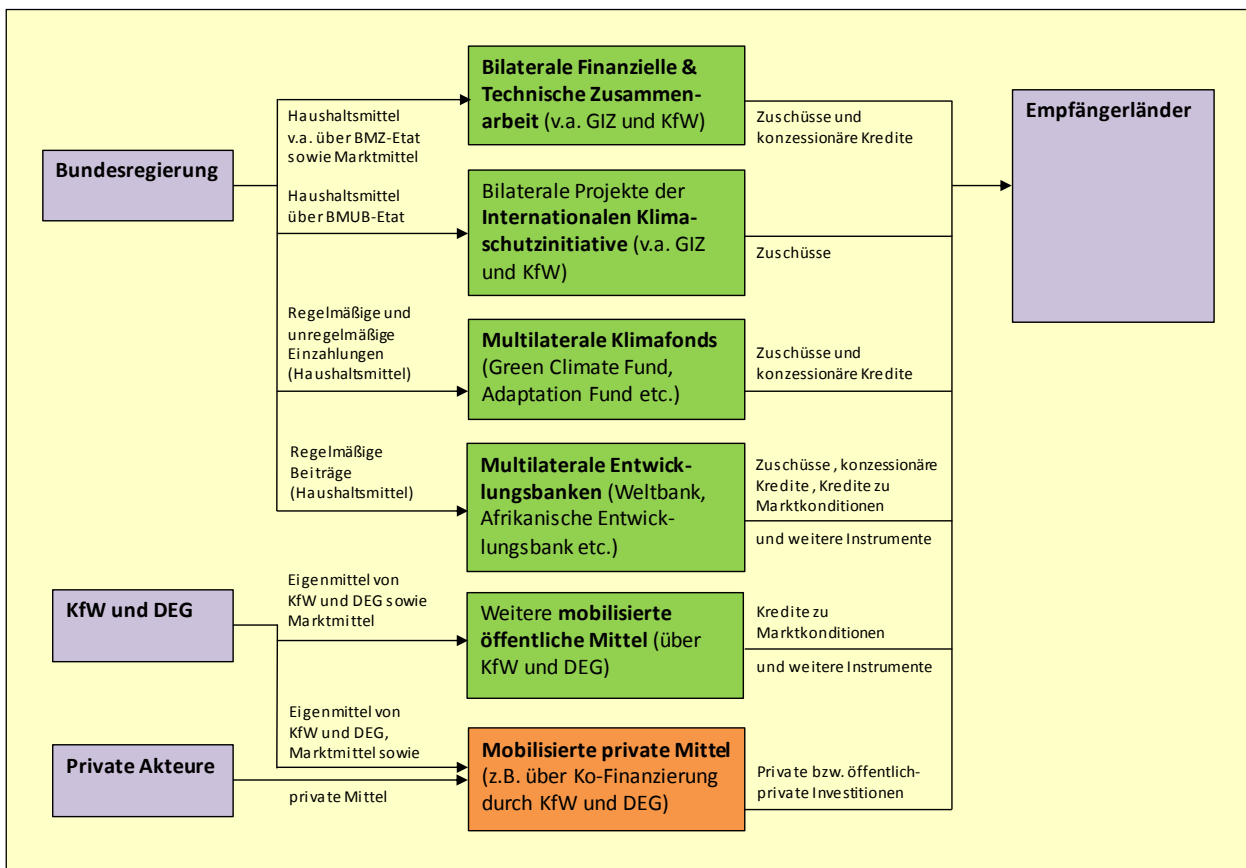 Bundesregierung
KfW und DEG
Private Akteure
Haushaltsmittel
v.a. über BMZ-Etat
sowie Marktmittel
Haushaltsmittel
über BMUB-Etat
Regelmäßige und
unregelmäßige
Einzahlungen
(Haushaltsmittel)
Regelmäßige
Beiträge
(Haushaltsmittel)
Eigenmittel von
KfW und DEG sowie
Marktmittel
Eigenmittel von
KfW und DEG,
Marktmittel sowie
private Mittel
Bilaterale Finanzielle &
Technische Zusammen-
arbeit (v.a. GIZ und KfW)
Bilaterale Projekte der
Internationalen Klima-
schutzinitiative (v.a. GIZ
und KfW)
Multilaterale Klimafonds
(Green Climate Fund,
Adaptation Fund etc.)
Multilaterale Entwick-
lungsbanken (Weltbank,
Afrikanische Entwick-
lungsbank etc.)
Weitere mobilisierte
öffentliche Mittel (über
KfW und DEG)
Mobilisierte private Mittel
(z.B. über Ko-Finanzierung
durch KfW und DEG)
Zuschüsse und
konzessionäre Kredite
Zuschüsse
Zuschüsse und
konzessionäre Kredite
Zuschüsse , konzessionäre
Kredite , Kredite zu
Marktkonditionen
und weitere Instrumente
Kredite zu
Marktkonditionen
und weitere Instrumente
Private bzw. öffentlich-
private Investitionen
Empfängerländer